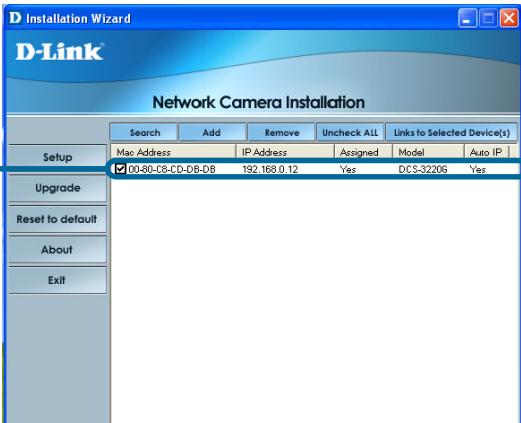 D Installation Wizard
D-Link
Network Camera Installation
Search Add Remove Uncheck ALL Links to Selected Device(s)
Mac Address IP Address Assigned Model Auto IP
00-80-C8-CD-DB-DB 192.168.0.12 Yes DCS-32206 Yes
Setup
Upgrade
Reset to default
About
Exit